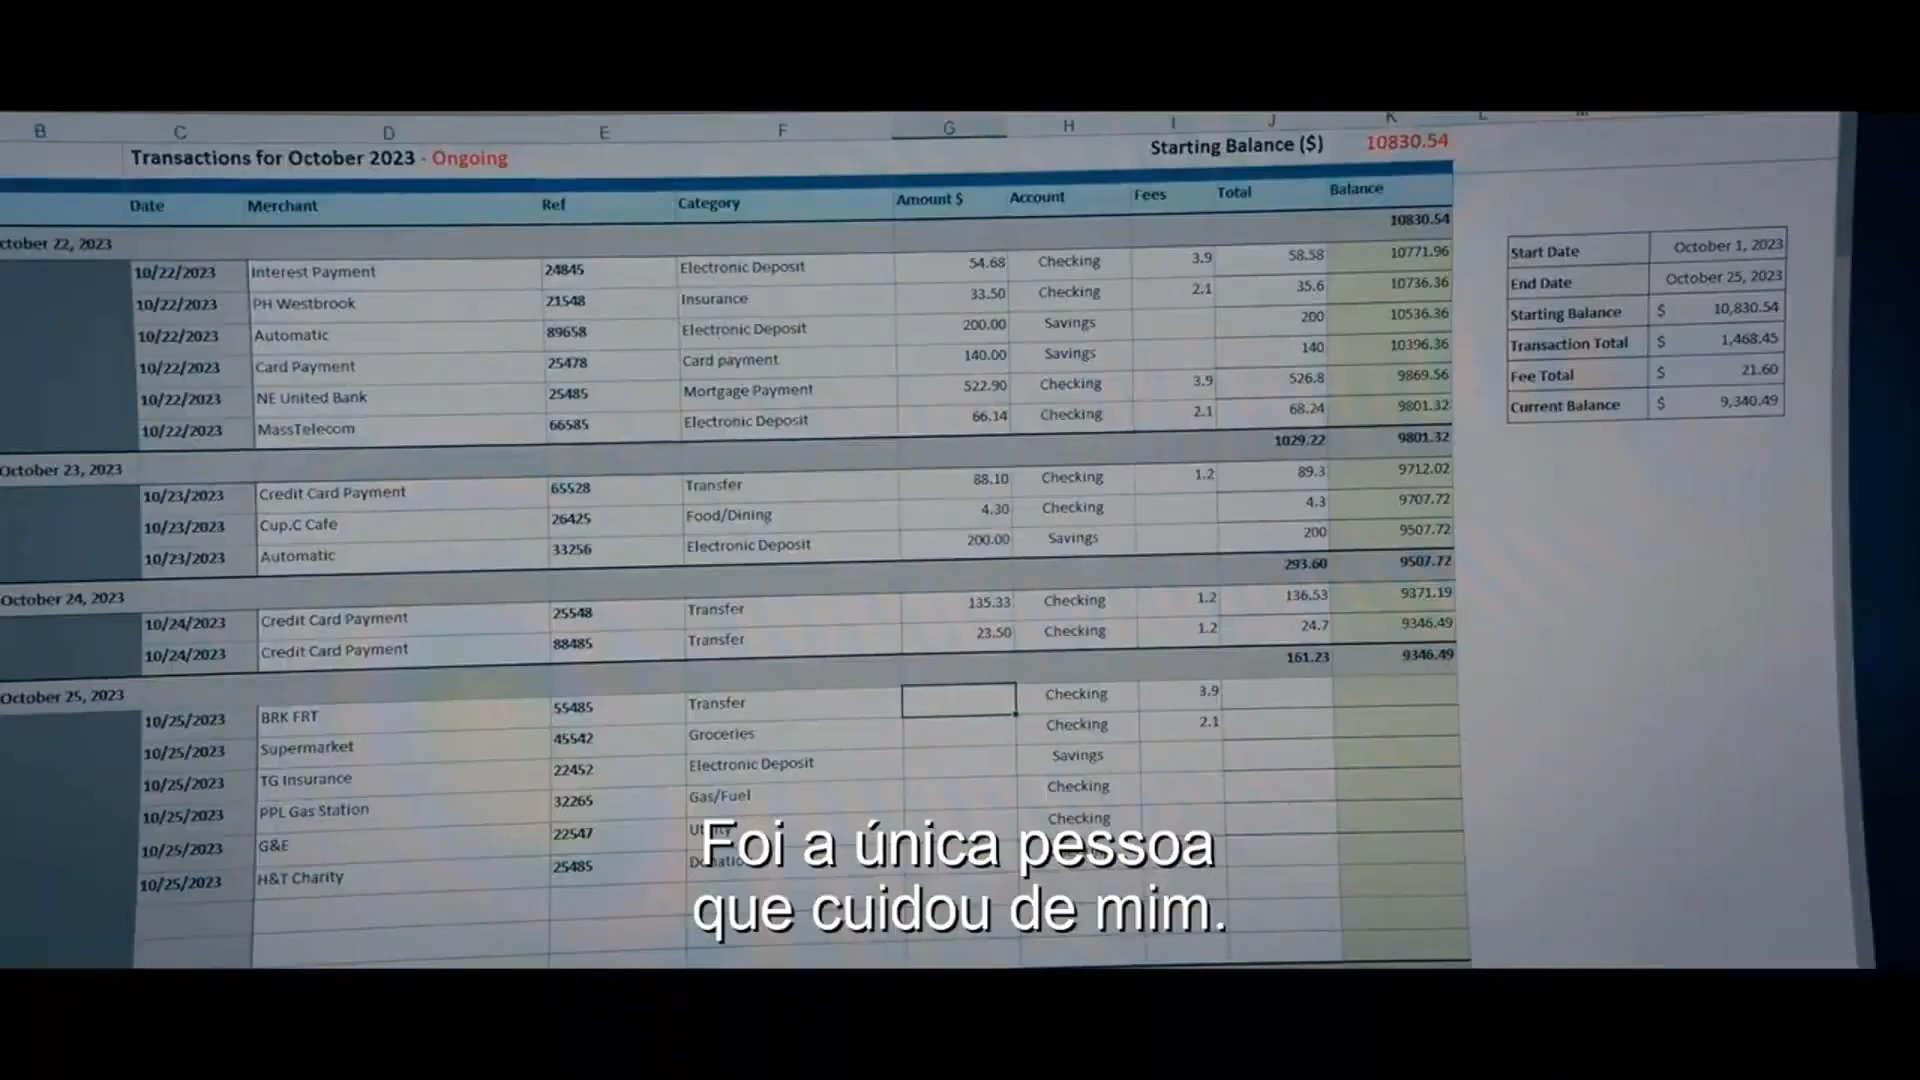 B C D E F G H I J K L
Transactions for October 2023 - Ongoing Starting Balance ($) 10830.54
Date Merchant Ref Category Amount $ Account Fees Total Balance
10830.54
ctober 22, 2023
10/22/2023 Interest Payment 24845 Electronic Deposit 54.68 Checking 3.9 58.58 10771.96
10/22/2023 PH Westbrook 21548 Insurance 33.50 Checking 2.1 35.6 10736.36
10/22/2023 Automatic 89658 Electronic Deposit 200.00 Savings 200 10536.36
10/22/2023 Card Payment 25478 Card payment 140.00 Savings 140 10396.36
10/22/2023 NE United Bank 25485 Mortgage Payment 522.90 Checking 3.9 526.8 9869.56
10/22/2023 MassTelecom 66585 Electronic Deposit 66.14 Checking 2.1 68.24 9801.32
1029.22 9801.32
October 23, 2023
10/23/2023 Credit Card Payment 65528 Transfer 88.10 Checking 1.2 89.3 9712.02
10/23/2023 Cup.C Cafe 26425 Food/Dining 4.30 Checking 4.3 9707.72
10/23/2023 Automatic 33256 Electronic Deposit 200.00 Savings 200 9507.72
293.60 9507.72
October 24, 2023
10/24/2023 Credit Card Payment 25548 Transfer 135.33 Checking 1.2 136.53 9371.19
10/24/2023 Credit Card Payment 88485 Transfer 23.50 Checking 1.2 24.7 9346.49
161.23 9346.49
October 25, 2023
10/25/2023 BRK FRT 55485 Transfer Checking 3.9
10/25/2023 Supermarket 45542 Groceries Checking 2.1
10/25/2023 TG Insurance 22452 Electronic Deposit Savings
10/25/2023 PPL Gas Station 32265 Gas/Fuel Checking
10/25/2023 G&E 22547 Utility Checking
10/25/2023 H&T Charity 25485 Donatio
Start Date October 1, 2023
End Date October 25, 2023
Starting Balance $ 10,830.54
Transaction Total $ 1,468.45
Fee Total $ 21.60
Current Balance $ 9,340.49
Foi a única pessoa
que cuidou de mim.